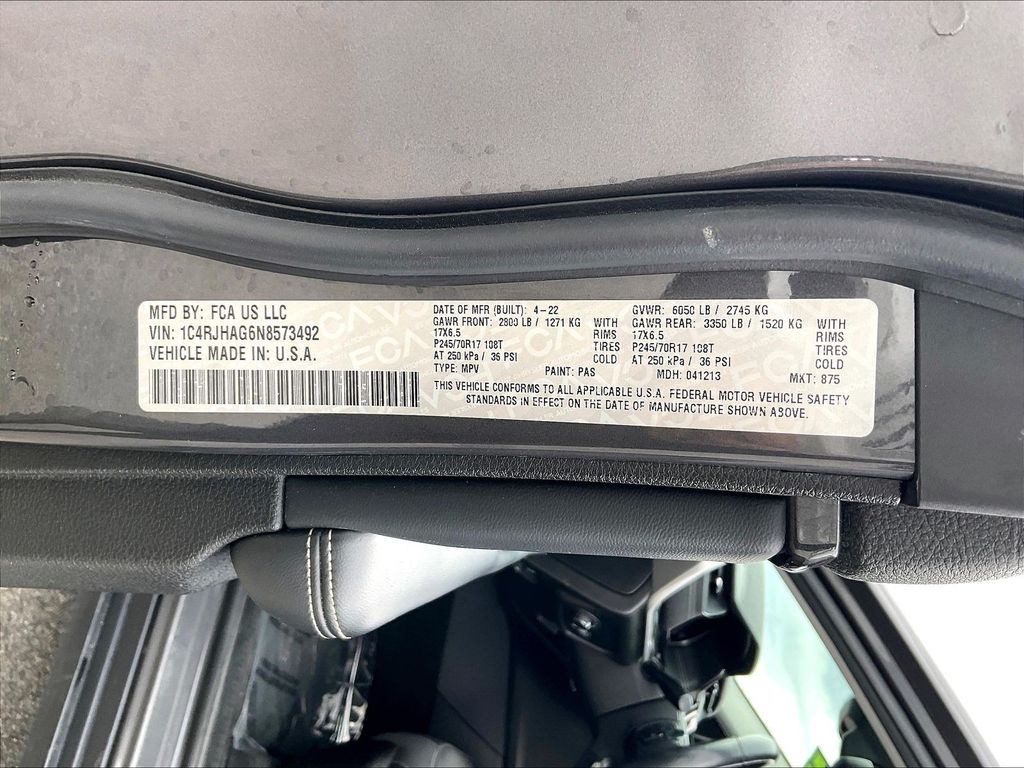 MFD BY: FCA US LLC
VIN: 1C4RJHAG6N8573492
VEHICLE MADE IN: U.S.A.
DATE OF MFR (BUILT): 4-22 GVWR: 6050 LB / 2745 KG
GAWR FRONT: 2800 LB / 1271 KG WITH GAWR REAR: 3350 LB / 1520 KG WITH
17X6.5 RIMS 17X6.5 RIMS
P245/70R17 108T TIRES P245/70R17 108T TIRES
AT 250 kPa / 36 PSI COLD AT 250 kPa / 36 PSI COLD
TYPE: MPV PAINT: PAS MDH: 041213 MKT: 875
THIS VEHICLE CONFORMS TO ALL APPLICABLE U.S.A. FEDERAL MOTOR VEHICLE SAFETY
STANDARDS IN EFFECT ON THE DATE OF MANUFACTURE SHOWN ABOVE.